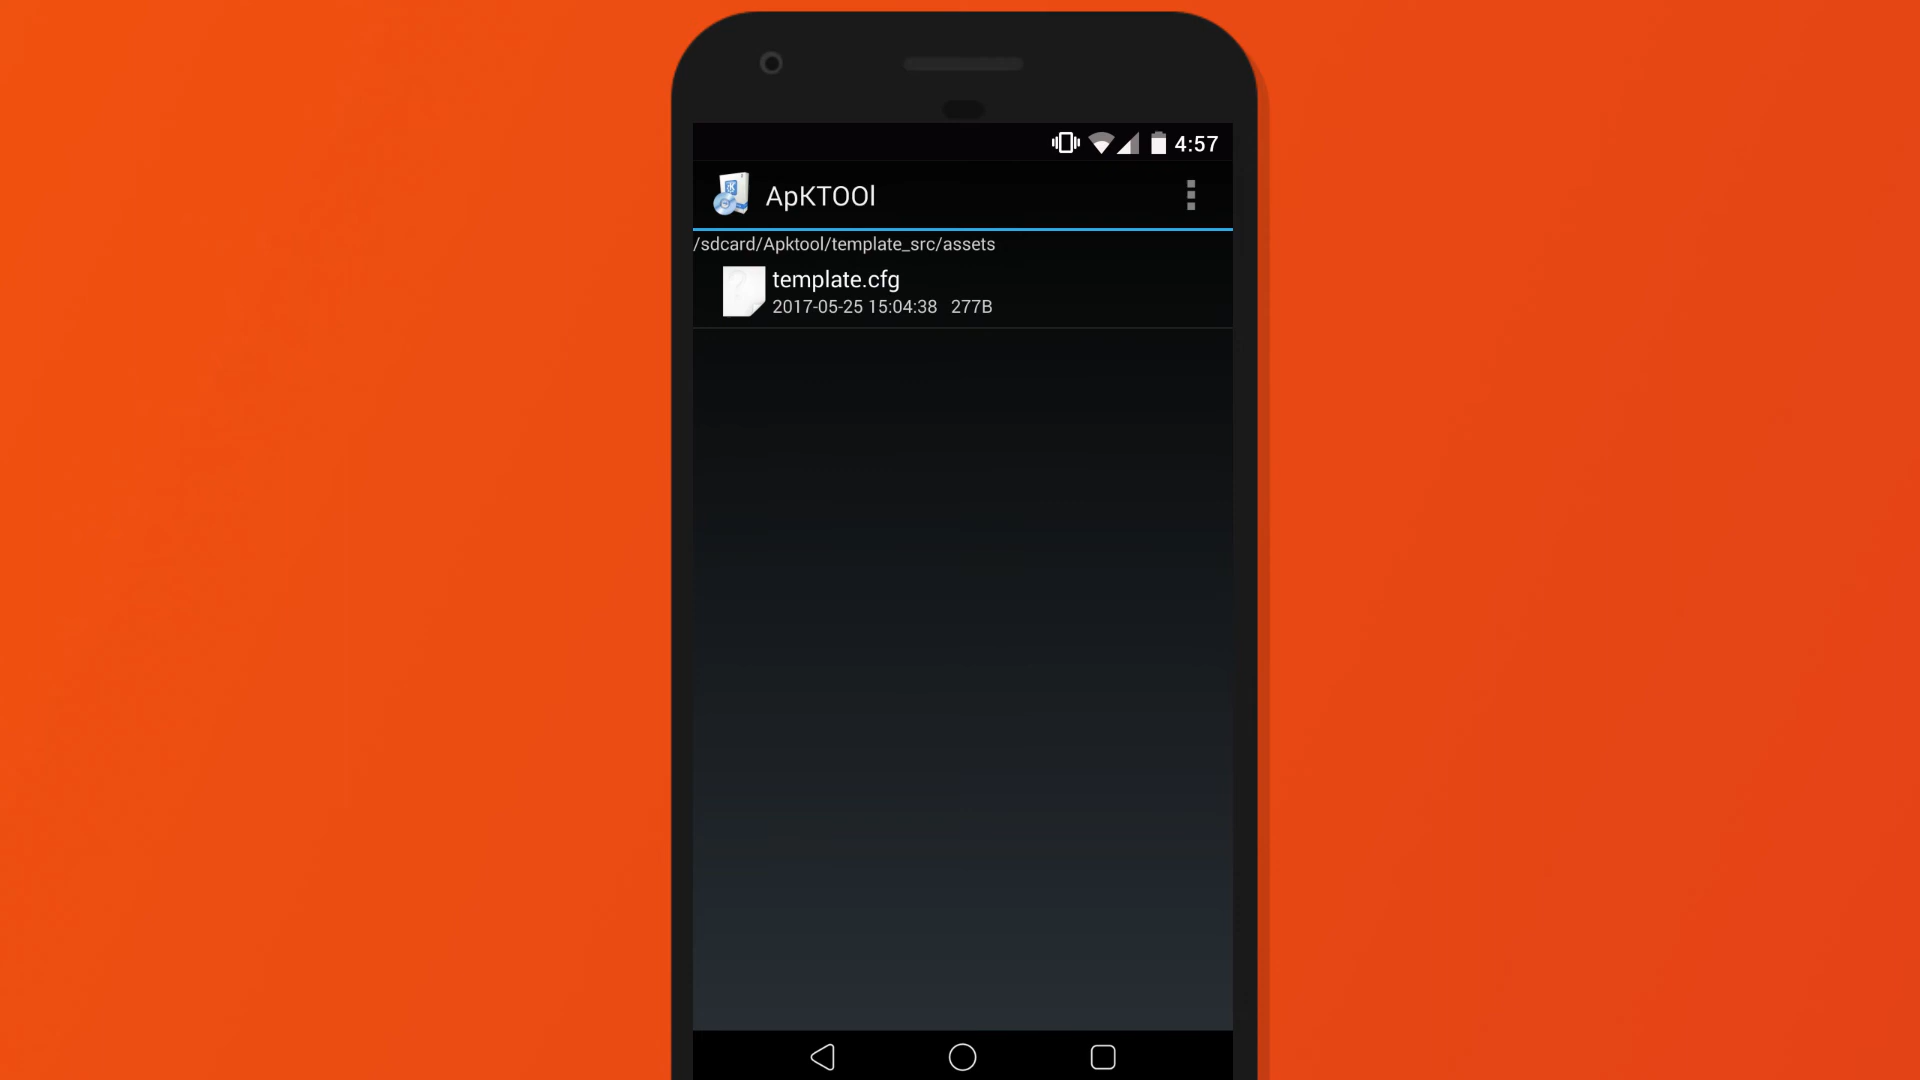 4:57
ApKTOOl
/sdcard/Apktool/template_src/assets
template.cfg
2017-05-25 15:04:38 277B